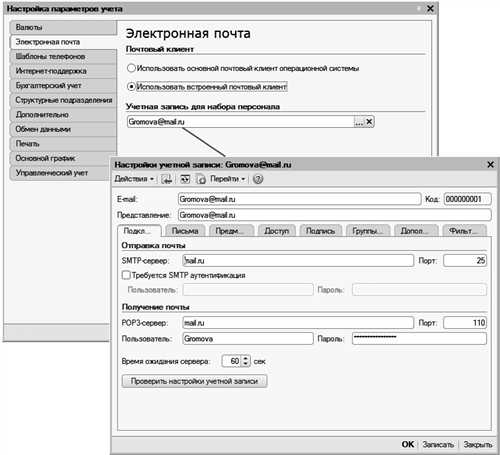 Настройка параметров учета
Валюты
Электронная почта
Шаблоны телефонов
Интернет-поддержка
Бухгалтерский учет
Структурные подразделения
Дополнительно
Обмен данными
Печать
Основной график
Управленческий учет
Электронная почта
Почтовый клиент
Использовать основной почтовый клиент операционной системы
Использовать встроенный почтовый клиент
Учетная запись для набора персонала
Gromova@mail.ru ...
Настройки учетной записи: Gromova@mail.ru
Действия Перейти
E-mail: Gromova@mail.ru Код: 000000001
Представление: Gromova@mail.ru
Подкл... Письма Предм... Доступ Подпись Группы... Допол... Фильт...
Отправка почты
SMTP-сервер: mail.ru Порт: 25
Требуется SMTP аутентификация
Пользователь: Пароль:
Получение почты
POP3-сервер: mail.ru Порт: 110
Пользователь: Gromova Пароль: ****************
Время ожидания сервера: 60 сек
Проверить настройки учетной записи
OK Записать Закрыть